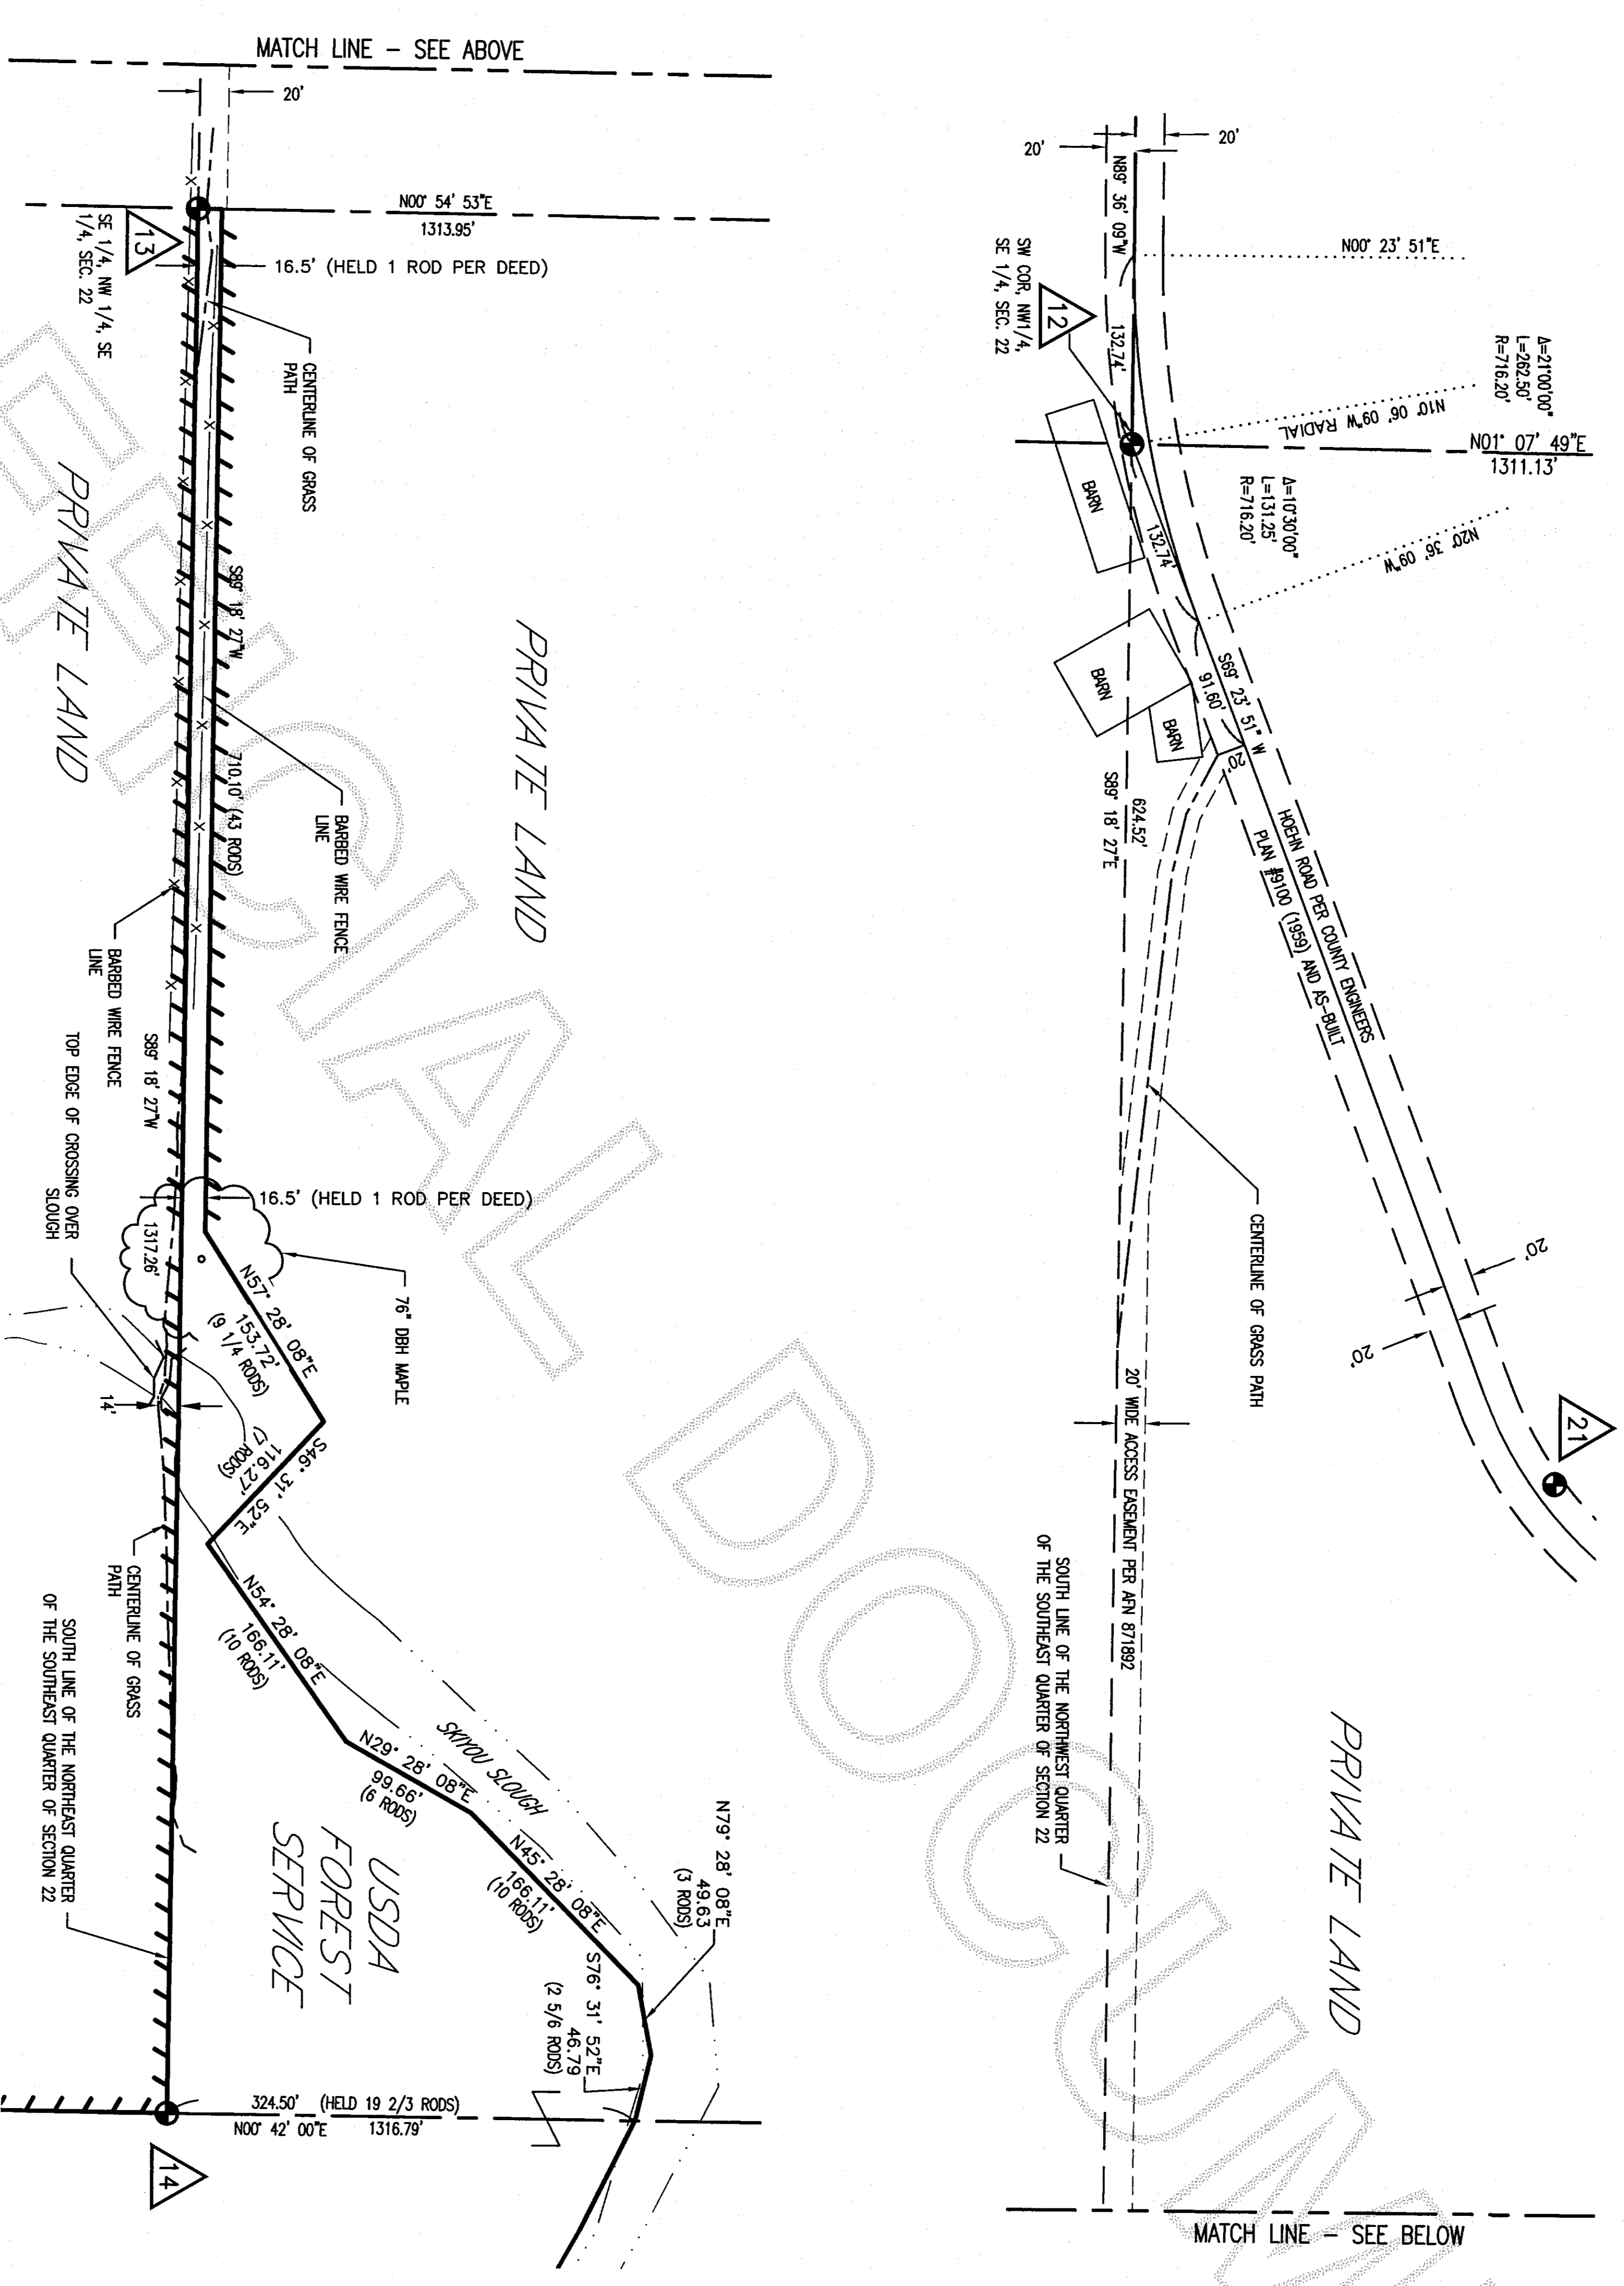 MATCH LINE – SEE ABOVE
20'
N00° 54' 53"E
1313.95'
13
SE 1/4, NW 1/4, SE
1/4, SEC. 22
16.5' (HELD 1 ROD PER DEED)
CENTERLINE OF GRASS
PATH
PRIVATE LAND
S89° 18' 27"W
710.10' (43 RODS)
BARBED WIRE FENCE
LINE
PRIVATE LAND
BARBED WIRE FENCE
LINE
S89° 18' 27"W
TOP EDGE OF CROSSING OVER
SLOUGH
1317.26'
16.5' (HELD 1 ROD PER DEED)
76" DBH MAPLE
N57° 28' 08"E
153.72'
(9 1/4 RODS)
14'
S46° 31' 52"E
116.27'
(7
RODS)
CENTERLINE OF GRASS
PATH
N54° 28' 08"E
166.11'
(10 RODS)
SOUTH LINE OF THE NORTHEAST QUARTER
OF THE SOUTHEAST QUARTER OF SECTION 22
N29° 28' 08"E
99.66'
(6 RODS)
SKIYOU SLOUGH
USDA
FOREST
SERVICE
N45° 28' 08"E
166.11'
(10 RODS)
N79° 28' 08"E
49.63
(3 RODS)
S76° 31' 52"E
46.79
(2 5/6 RODS)
324.50' (HELD 19 2/3 RODS)
N00° 42' 00"E 1316.79'
14
20'
20'
N89° 36' 09"W
N00° 23' 51"E
SW COR, NW1/4,
SE 1/4, SEC. 22
12
132.74'
Δ=21°00'00"
L=262.50'
R=716.20'
N10° 06' 09"W RADIAL
N01° 07' 49"E
1311.13'
Δ=10°30'00"
L=131.25'
R=716.20'
N20° 36' 09"W
BARN
132.74'
BARN
BARN
S69° 23' 51" W
91.60'
20'
624.52'
S89° 18' 27"E
HOEHN ROAD PER COUNTY ENGINEERS
PLAN #9100 (1959) AND AS-BUILT
CENTERLINE OF GRASS PATH
20'
20'
21
20' WIDE ACCESS EASEMENT PER AFN 871892
SOUTH LINE OF THE NORTHWEST QUARTER
OF THE SOUTHEAST QUARTER OF SECTION 22
PRIVATE LAND
MATCH LINE – SEE BELOW